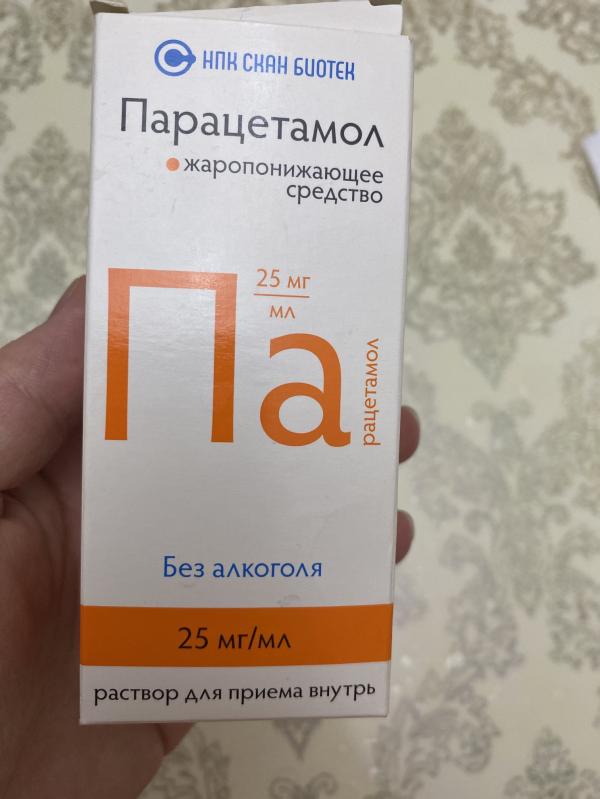 НПК СКАН БИОТЕК
Парацетамол
жаропонижающее
средство
25 мг
мл
Па
рацетамол
Без алкоголя
25 мг/мл
раствор для приема внутрь